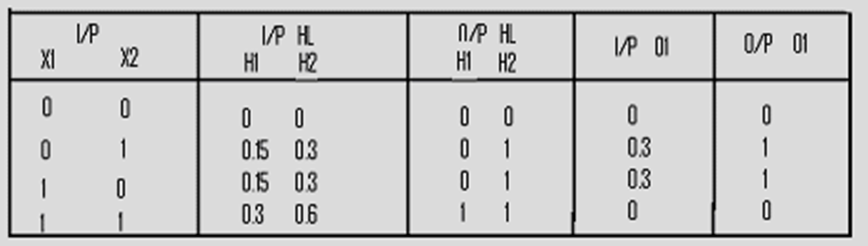 I/P I/P HL O/P HL I/P O1 O/P O1
X1 X2 H1 H2 H1 H2
0 0 0 0 0 0 0 0
0 1 0.15 0.3 0 1 0.3 1
1 0 0.15 0.3 0 1 0.3 1
1 1 0.3 0.6 1 1 0 0